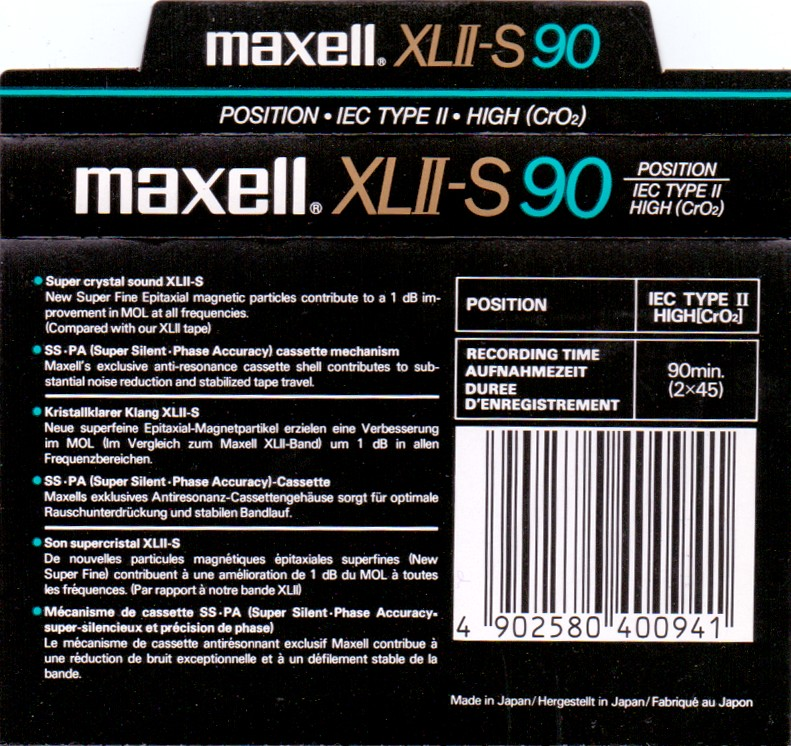 maxell® XLII-S 90
POSITION • IEC TYPE II • HIGH (CrO₂)
maxell® XLII-S 90 POSITION
IEC TYPE II
HIGH (CrO₂)
● Super crystal sound XLII-S
New Super Fine Epitaxial magnetic particles contribute to a 1 dB im-
provement in MOL at all frequencies.
(Compared with our XLII tape)
● SS·PA (Super Silent·Phase Accuracy) cassette mechanism
Maxell's exclusive anti-resonance cassette shell contributes to sub-
stantial noise reduction and stabilized tape travel.
● Kristallklarer Klang XLII-S
Neue superfeine Epitaxial-Magnetpartikel erzielen eine Verbesserung
im MOL (Im Vergleich zum Maxell XLII-Band) um 1 dB in allen
Frequenzbereichen.
● SS·PA (Super Silent·Phase Accuracy)-Cassette
Maxells exklusives Antiresonanz-Cassettengehäuse sorgt für optimale
Rauschunterdrückung und stabilen Bandlauf.
● Son supercristal XLII-S
De nouvelles particules magnétiques épitaxiales superfines (New
Super Fine) contribuent à une amélioration de 1 dB du MOL à toutes
les fréquences. (Par rapport à notre bande XLII)
● Mécanisme de cassette SS·PA (Super Silent·Phase Accuracy-
super-silencieux et précision de phase)
Le mécanisme de cassette antirésonnant exclusif Maxell contribue à
une réduction de bruit exceptionnelle et à un défilement stable de la
bande.
POSITION IEC TYPE II
HIGH[CrO₂]
RECORDING TIME
AUFNAHMEZEIT
DUREE
D'ENREGISTREMENT
90min.
(2×45)
4 902580 400941
Made in Japan/Hergestellt in Japan/Fabriqué au Japon